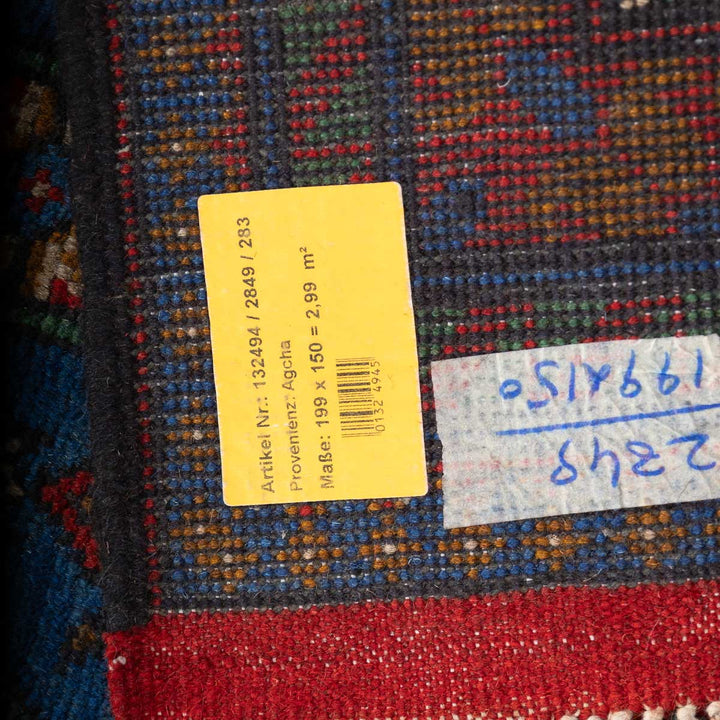 Artikel Nr.: 132494 / 2849 / 283
Provenienz: Agcha
Maße: 199 x 150 = 2,99 m²
0132 4945
199x150
2849